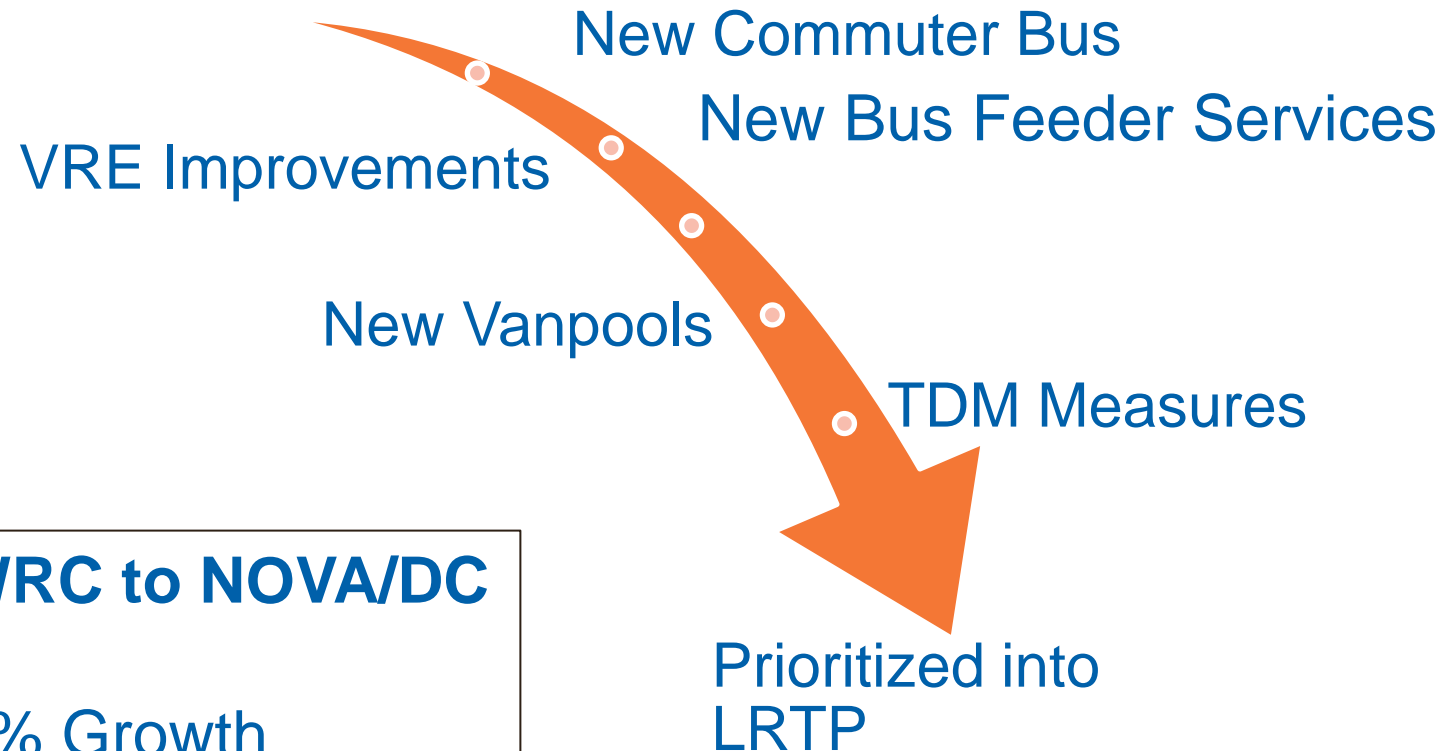 New Commuter Bus
New Bus Feeder Services
VRE Improvements
New Vanpools
TDM Measures
to NOVA/DC
% Growth
Prioritized into
LRTP